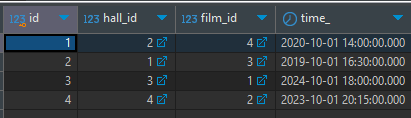 123 id 123 hall_id 123 film_id time_
1 2 4 2020-10-01 14:00:00.000
2 1 3 2019-10-01 16:30:00.000
3 3 1 2024-10-01 18:00:00.000
4 4 2 2023-10-01 20:15:00.000